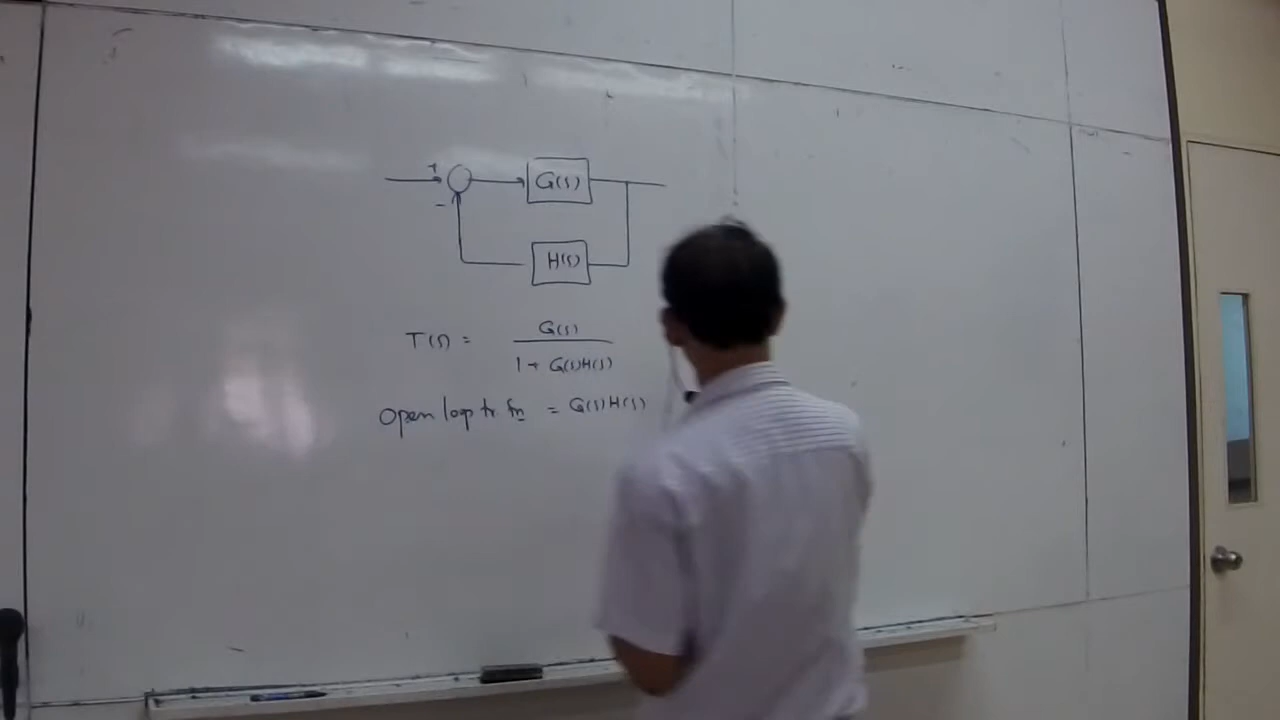 +
G(s)
-
H(s)
T(s) = G(s) / 1 + G(s)H(s)
Open loop tr fn = G(s)H(s)